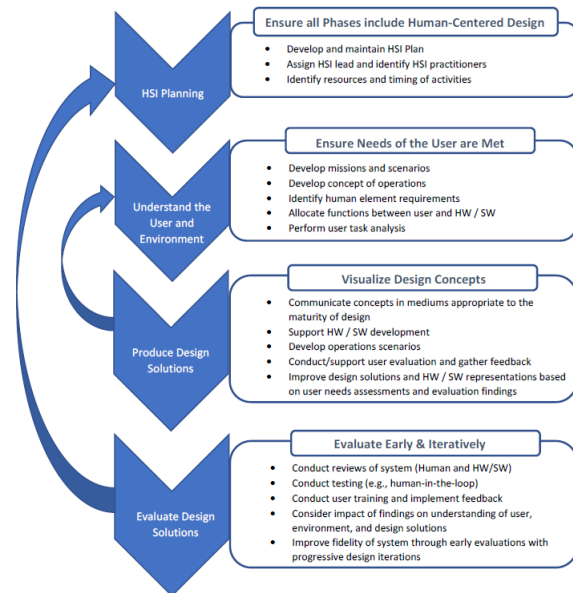 Ensure all Phases include Human-Centered Design
• Develop and maintain HSI Plan
• Assign HSI lead and identify HSI practitioners
• Identify resources and timing of activities
HSI Planning
Ensure Needs of the User are Met
• Develop missions and scenarios
• Develop concept of operations
• Identify human element requirements
• Allocate functions between user and HW / SW
• Perform user task analysis
Understand the
User and
Environment
Visualize Design Concepts
• Communicate concepts in mediums appropriate to the
maturity of design
• Support HW / SW development
• Develop operations scenarios
• Conduct/support user evaluation and gather feedback
• Improve design solutions and HW / SW representations based
on user needs assessments and evaluation findings
Produce Design
Solutions
Evaluate Early & Iteratively
• Conduct reviews of system (Human and HW/SW)
• Conduct testing (e.g., human-in-the-loop)
• Conduct user training and implement feedback
• Consider impact of findings on understanding of user,
environment, and design solutions
• Improve fidelity of system through early evaluations with
progressive design iterations
Evaluate Design
Solutions